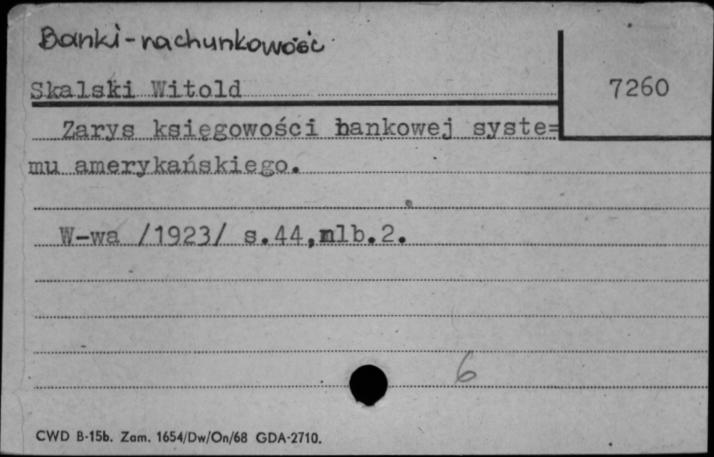 Banki-rachunkowość
Skalski Witold
7260
Zarys księgowości bankowej syste=
mu amerykańskiego.
W-wa /1923/ s.44,nlb.2.
6
CWD B-15b. Zam. 1654/Dw/On/68 GDA-2710.